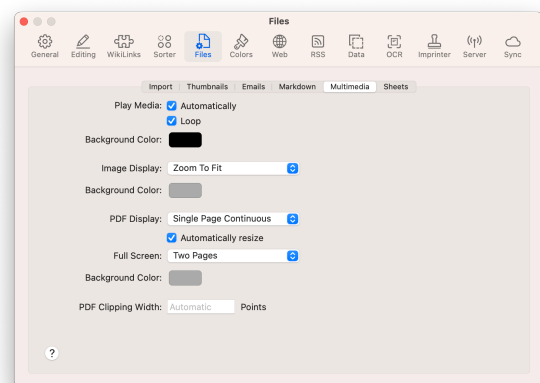 Files
General Editing WikiLinks Sorter Files Colors Web RSS Data OCR Imprinter Server Sync
Import Thumbnails Emails Markdown Multimedia Sheets
Play Media: Automatically
Loop
Background Color:
Image Display: Zoom To Fit
Background Color:
PDF Display: Single Page Continuous
Automatically resize
Full Screen: Two Pages
Background Color:
PDF Clipping Width: Automatic Points
?